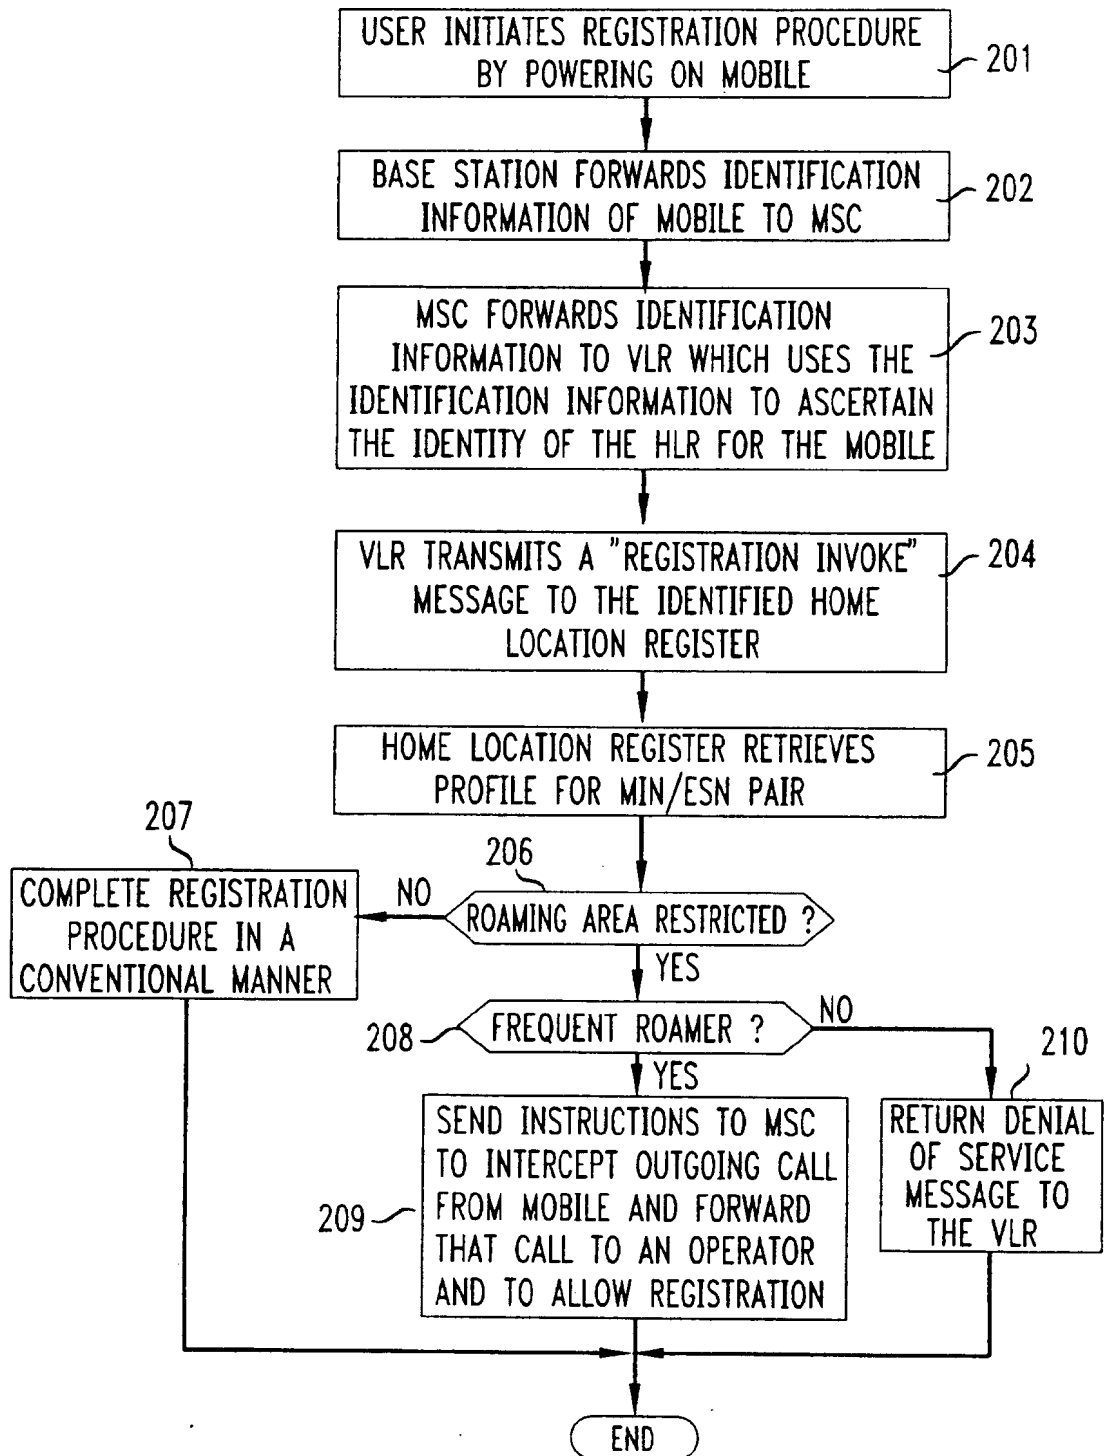 USER INITIATES REGISTRATION PROCEDURE
BY POWERING ON MOBILE
201
BASE STATION FORWARDS IDENTIFICATION
INFORMATION OF MOBILE TO MSC
202
MSC FORWARDS IDENTIFICATION
INFORMATION TO VLR WHICH USES THE
IDENTIFICATION INFORMATION TO ASCERTAIN
THE IDENTITY OF THE HLR FOR THE MOBILE
203
VLR TRANSMITS A "REGISTRATION INVOKE"
MESSAGE TO THE IDENTIFIED HOME
LOCATION REGISTER
204
HOME LOCATION REGISTER RETRIEVES
PROFILE FOR MIN/ESN PAIR
205
206
ROAMING AREA RESTRICTED ?
NO
207
COMPLETE REGISTRATION
PROCEDURE IN A
CONVENTIONAL MANNER
YES
208
FREQUENT ROAMER ?
NO
210
RETURN DENIAL
OF SERVICE
MESSAGE TO
THE VLR
YES
209
SEND INSTRUCTIONS TO MSC
TO INTERCEPT OUTGOING CALL
FROM MOBILE AND FORWARD
THAT CALL TO AN OPERATOR
AND TO ALLOW REGISTRATION
END